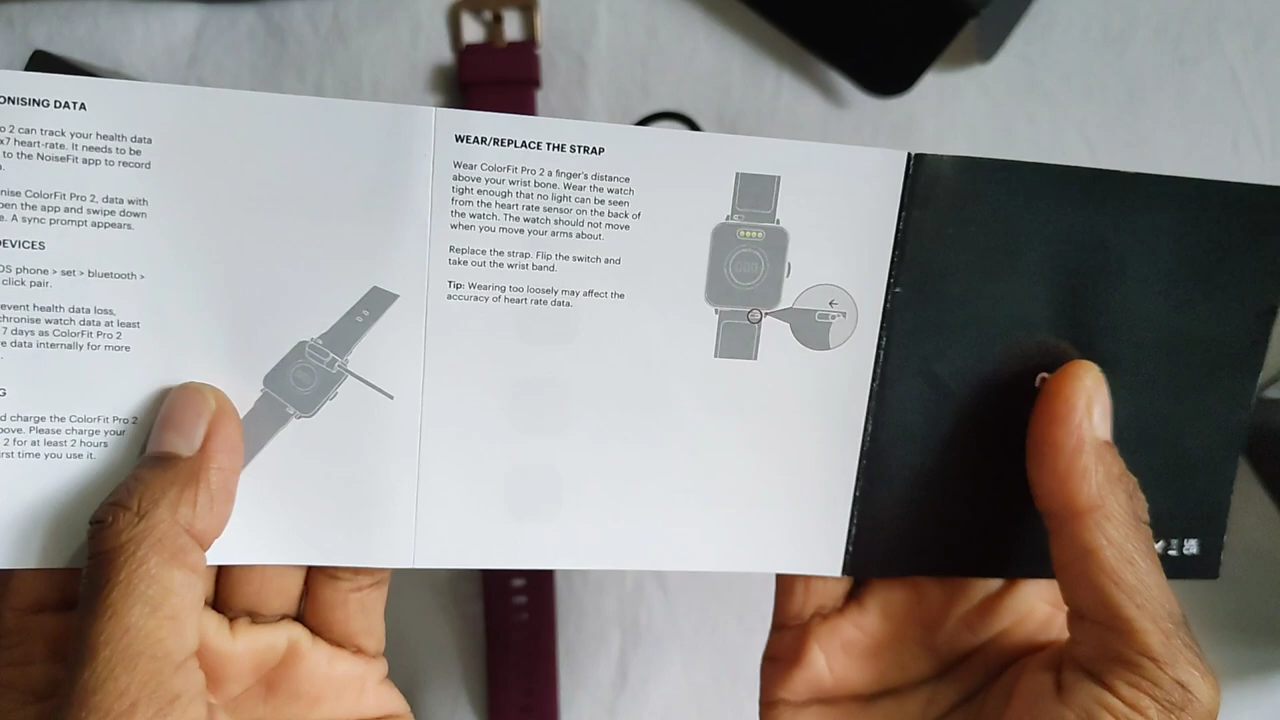 ONISING DATA
o 2 can track your health data
x7 heart-rate. It needs to be
to the NoiseFit app to record
nise ColorFit Pro 2, data with
pen the app and swipe down
e. A sync prompt appears.
DEVICES
OS phone > set > bluetooth >
click pair.
event health data loss,
chronise watch data at least
7 days as ColorFit Pro 2
e data internally for more
G
d charge the ColorFit Pro 2
bove. Please charge your
2 for at least 2 hours
irst time you use it.
WEAR/REPLACE THE STRAP
Wear ColorFit Pro 2 a finger's distance
above your wrist bone. Wear the watch
tight enough that no light can be seen
from the heart rate sensor on the back of
the watch. The watch should not move
when you move your arms about.
Replace the strap. Flip the switch and
take out the wrist band.
Tip: Wearing too loosely may affect the
accuracy of heart rate data.